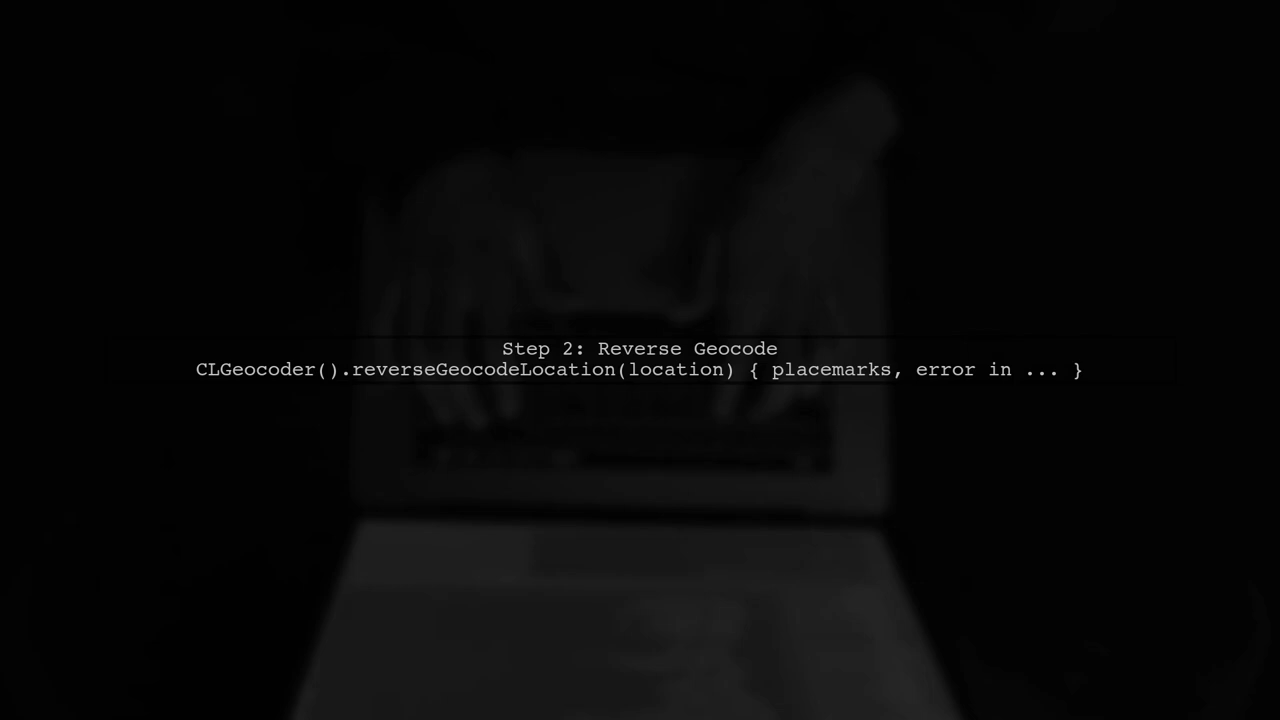 Step 2: Reverse Geocode
CLGeocoder().reverseGeocodeLocation(location) { placemarks, error in ... }